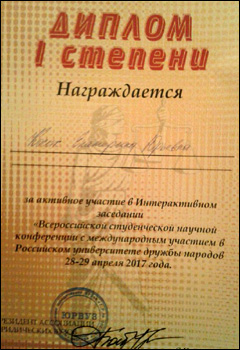 ДИПЛОМ
I степени
Награждается
за активное участие в Интерактивном
заседании
«Всероссийской студенческой научной
конференции с международным участием в
Российском университете дружбы народов
28-29 апреля 2017 года.
ЮРВУЗ